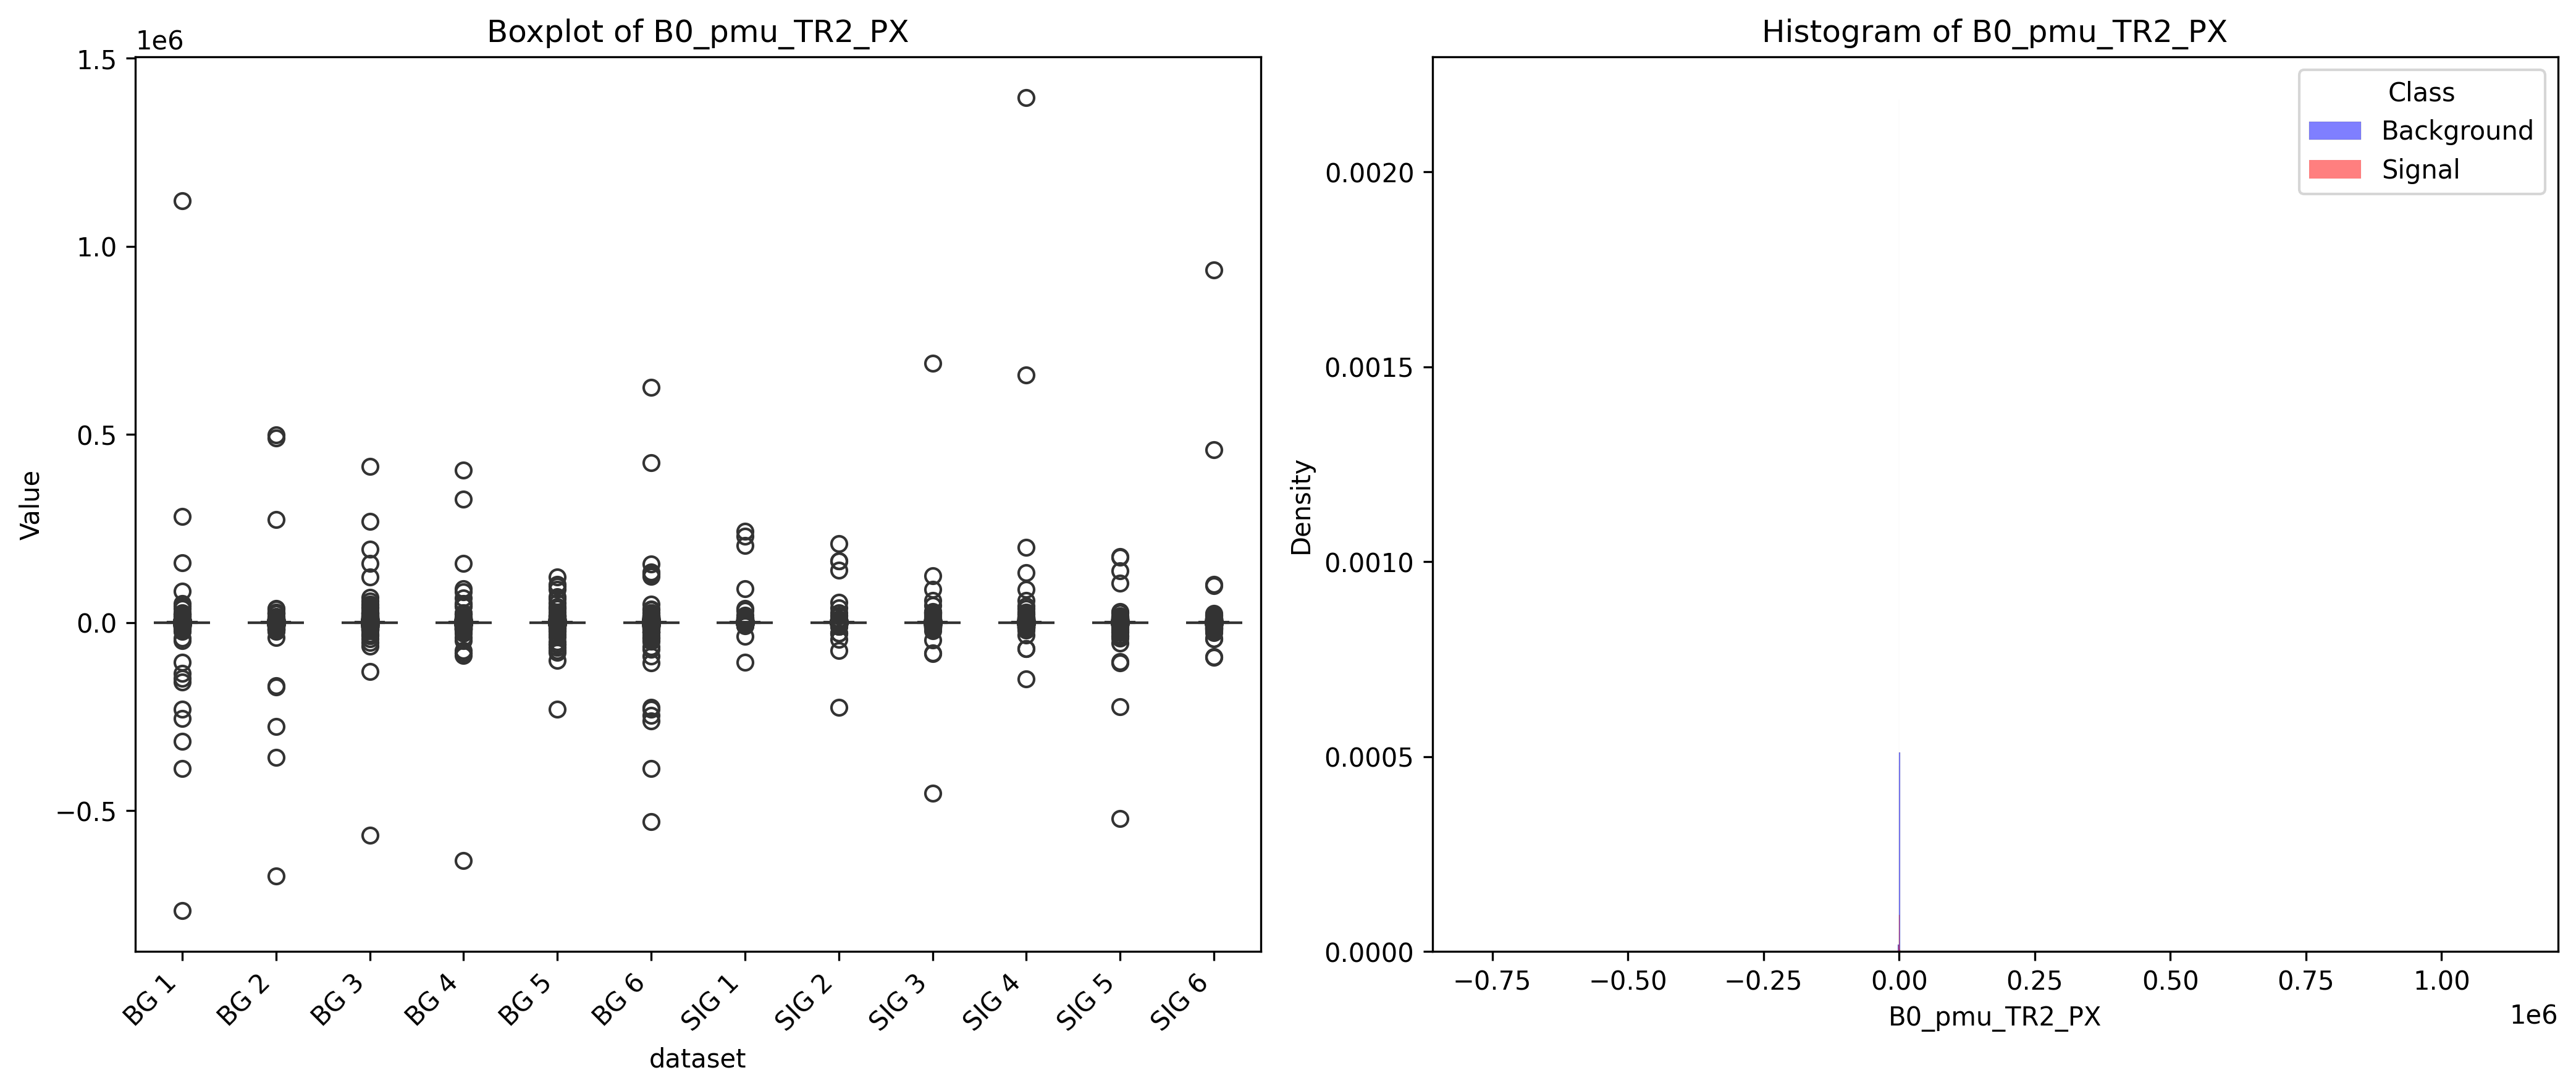 Boxplot of B0_pmu_TR2_PX
1e6
1.5
1.0
0.5
0.0
−0.5
Value
BG 1
BG 2
BG 3
BG 4
BG 5
BG 6
SIG 1
SIG 2
SIG 3
SIG 4
SIG 5
SIG 6
dataset
Histogram of B0_pmu_TR2_PX
Class
Background
Signal
0.0020
0.0015
0.0010
0.0005
0.0000
Density
−0.75
−0.50
−0.25
0.00
0.25
0.50
0.75
1.00
1e6
B0_pmu_TR2_PX